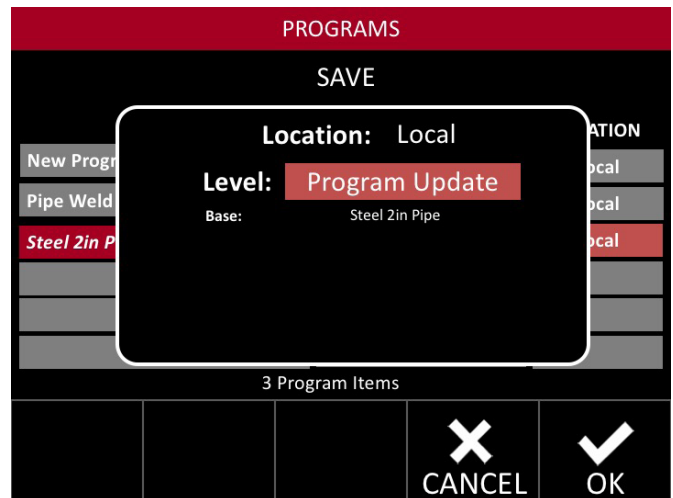 PROGRAMS
SAVE
Location: Local
ATION
New Progr
ocal
Level: Program Update
Pipe Weld
ocal
Base: Steel 2in Pipe
Steel 2in P
ocal
3 Program Items
CANCEL
OK